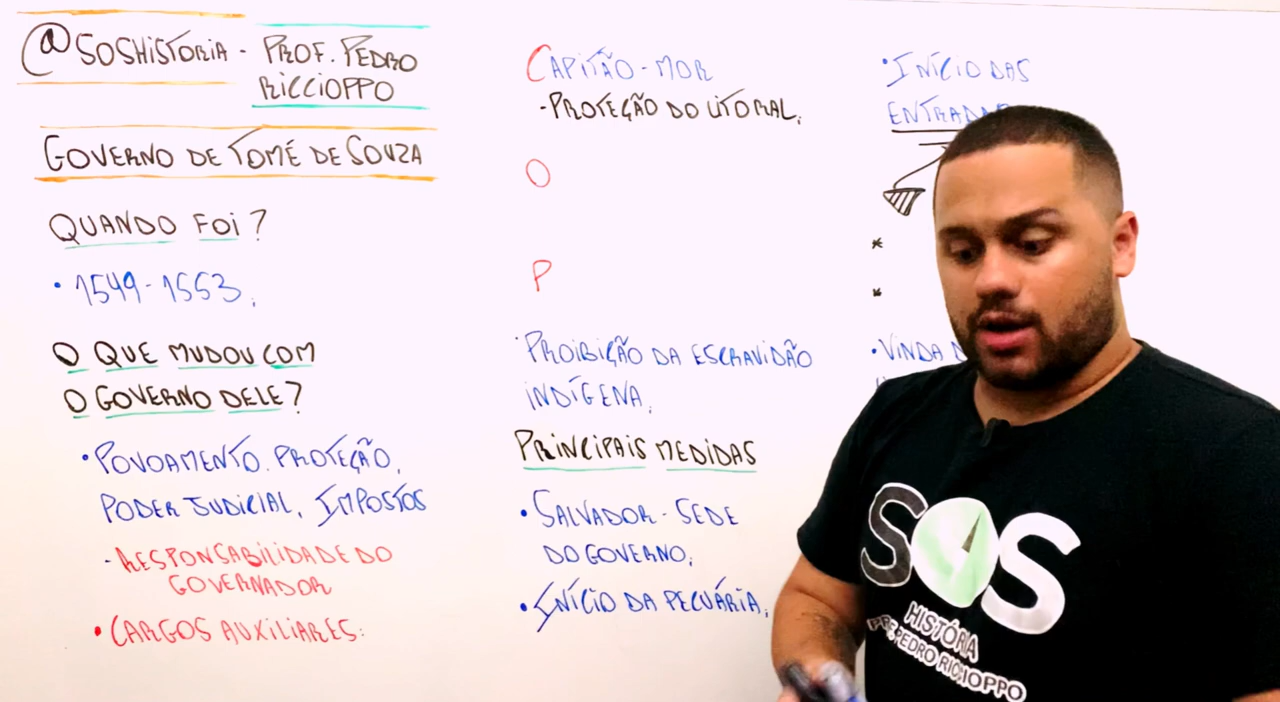 @SOSHISTORIA - PROF. PEDRO
RICCIOPPO
GOVERNO DE TOMÉ DE SOUZA
QUANDO FOI?
• 1549-1553.
O QUE MUDOU COM
O GOVERNO DELE?
• POVOAMENTO. PROTEÇÃO,
PODER JUDICIAL, IMPOSTOS
- RESPONSABILIDADE DO
GOVERNADOR
• CARGOS AUXILIARES:
CAPITÃO-MOR
- PROTEÇÃO DO LITORAL.
O
P
• PROIBIÇÃO DA ESCRAVIDÃO
INDÍGENA.
PRINCIPAIS MEDIDAS
• SALVADOR - SEDE
DO GOVERNO.
• INÍCIO DA PECUÁRIA.
• INÍCIO DAS
*
*
• VINDA
SOS
HISTÓRIA
PEDRO RICCIOPPO